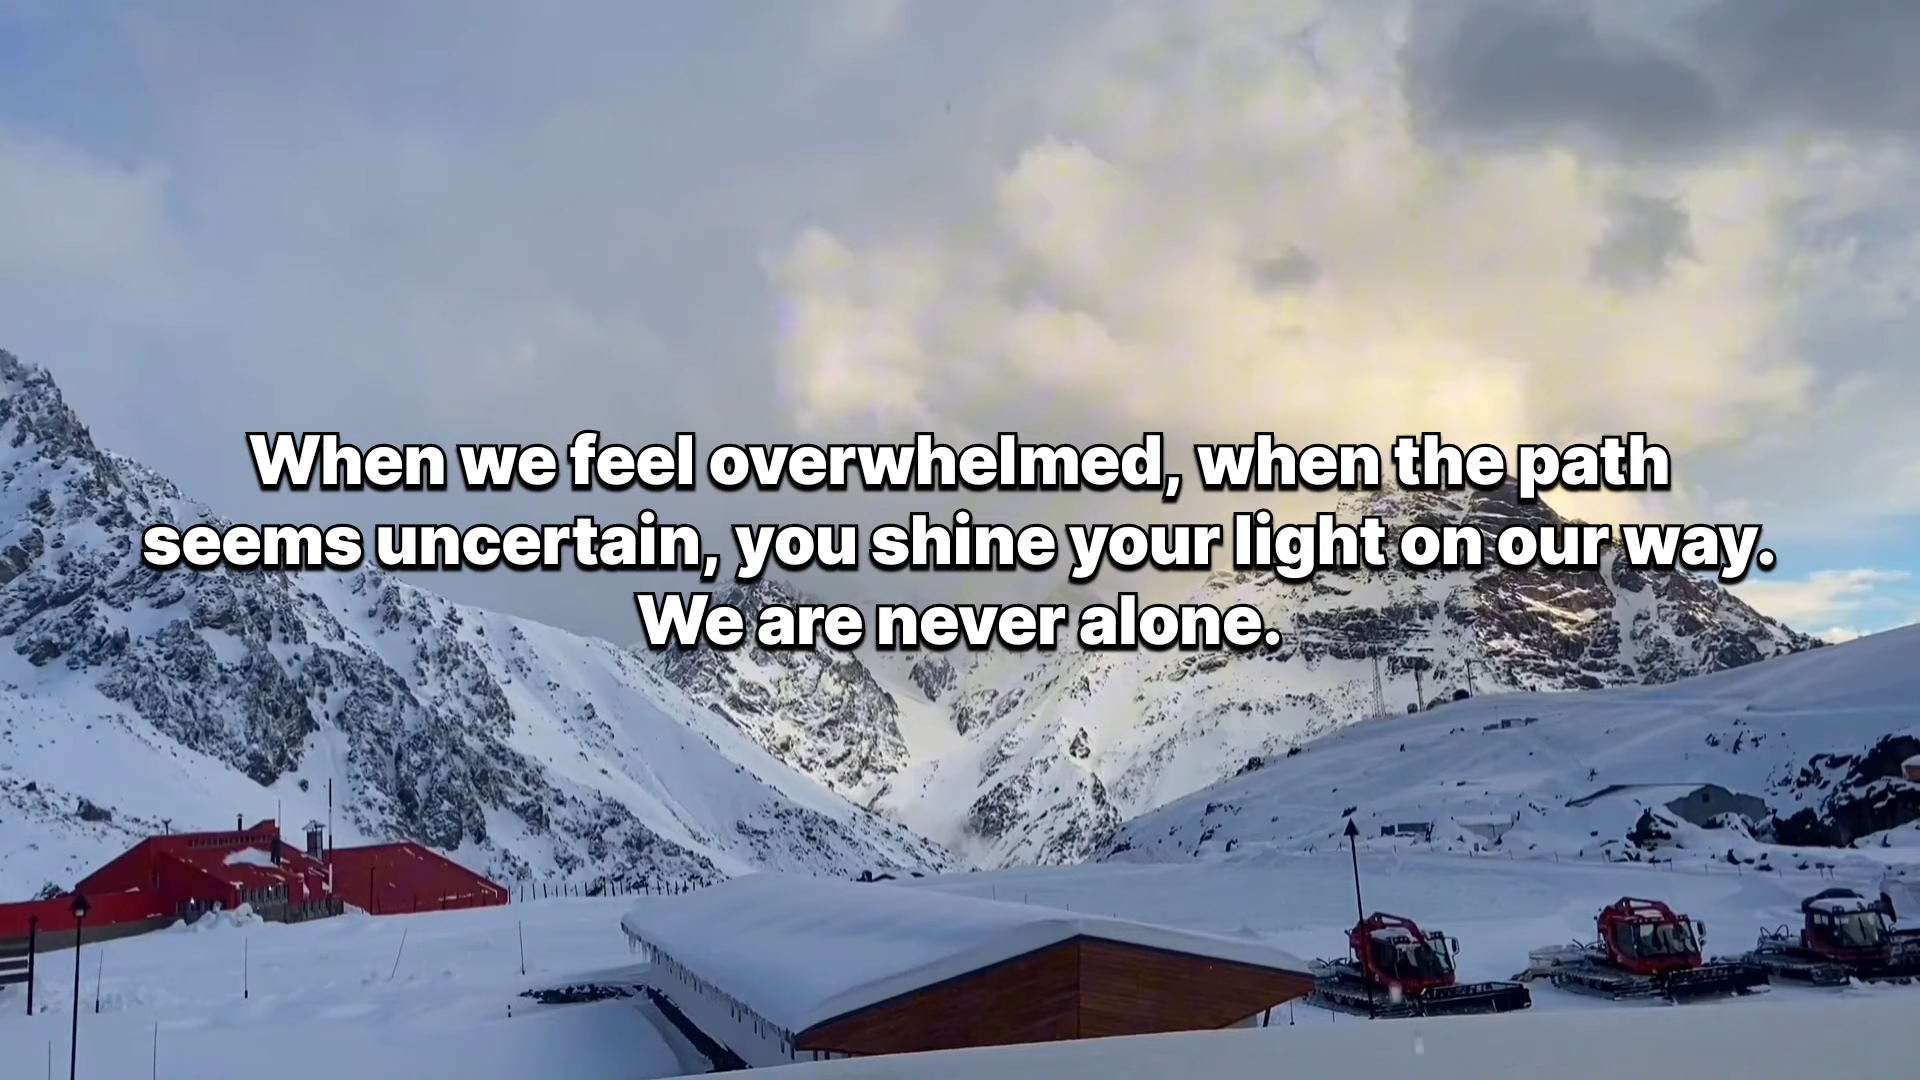 When we feel overwhelmed, when the path
seems uncertain, you shine your light on our way.
We are never alone.